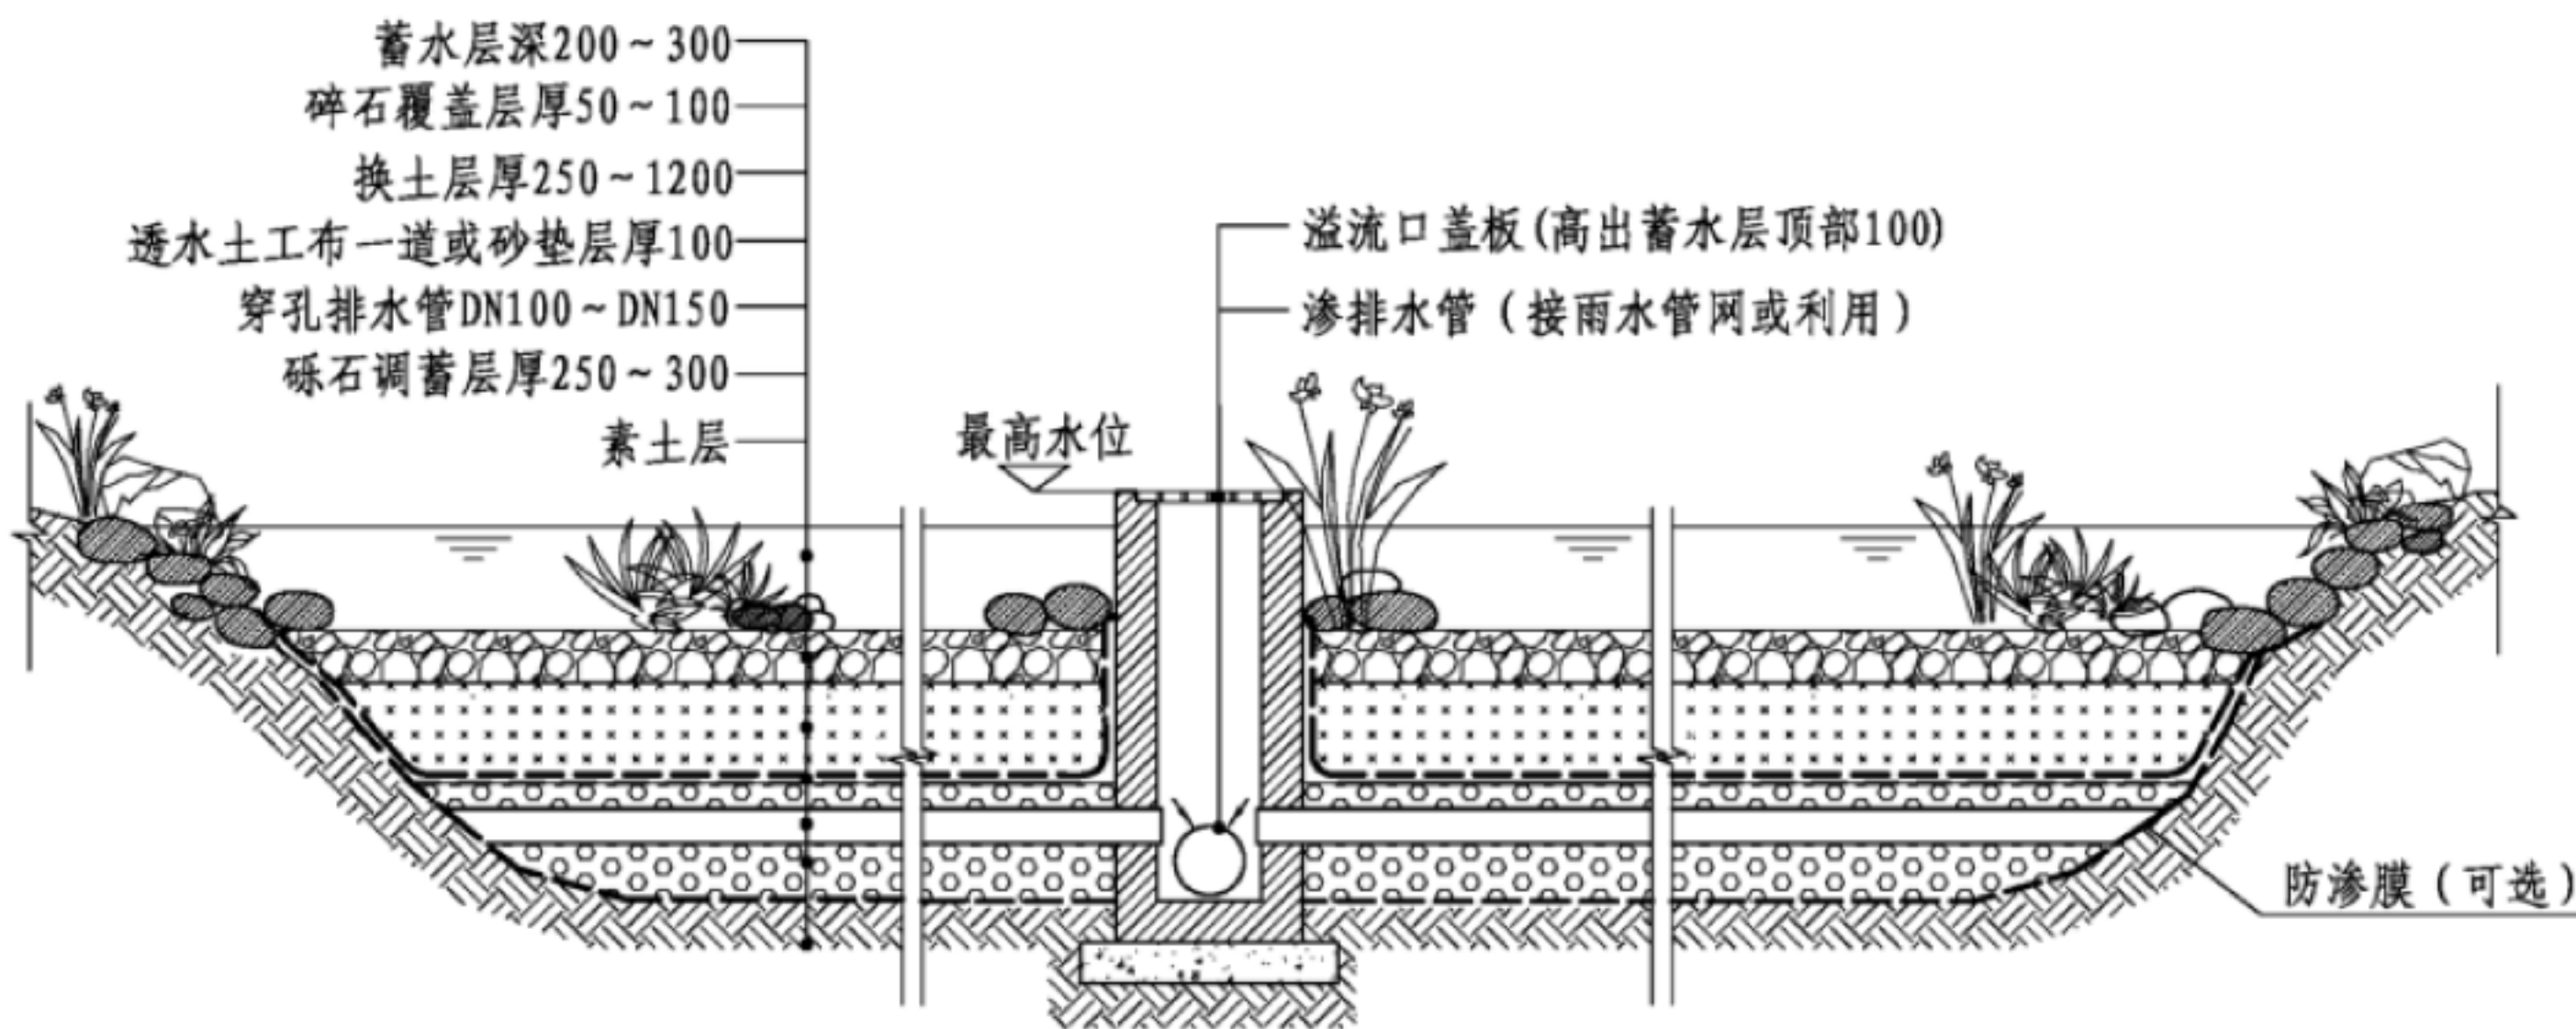 蓄水层深200~300
碎石覆盖层厚50~100
换土层厚250~1200
透水土工布一道或砂垫层厚100
穿孔排水管DN100~DN150
砾石调蓄层厚250~300
素土层
溢流口盖板(高出蓄水层顶部100)
渗排水管（接雨水管网或利用）
最高水位
防渗膜（可选）